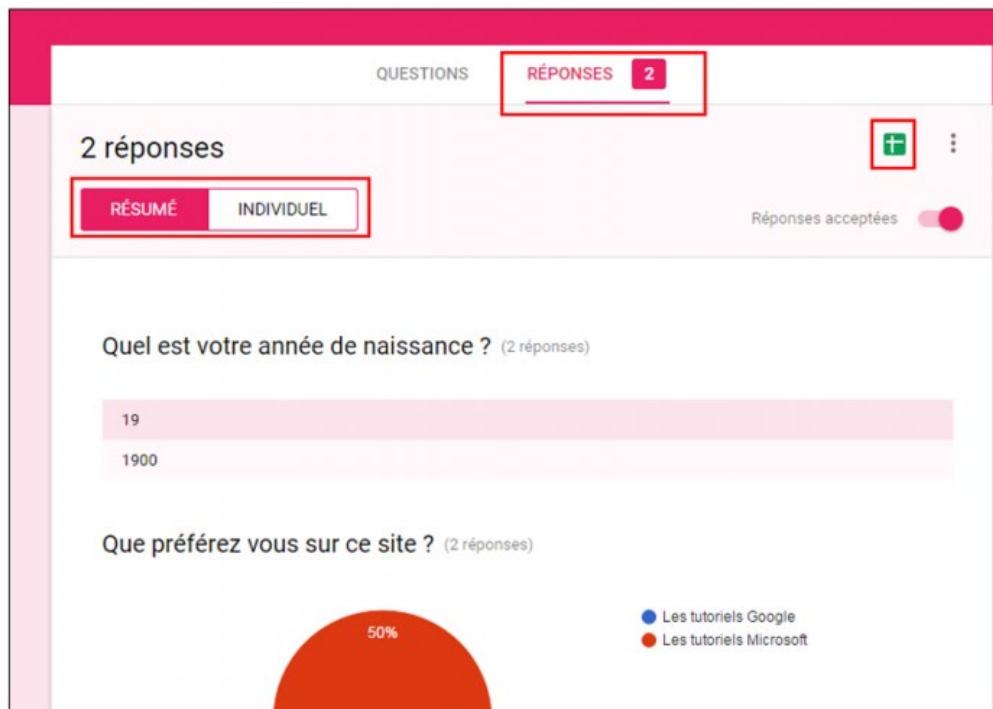 QUESTIONS RÉPONSES 2
2 réponses
RÉSUMÉ INDIVIDUEL
Réponses acceptées
Quel est votre année de naissance ? (2 réponses)
19
1900
Que préférez vous sur ce site ? (2 réponses)
50%
Les tutoriels Google
Les tutoriels Microsoft